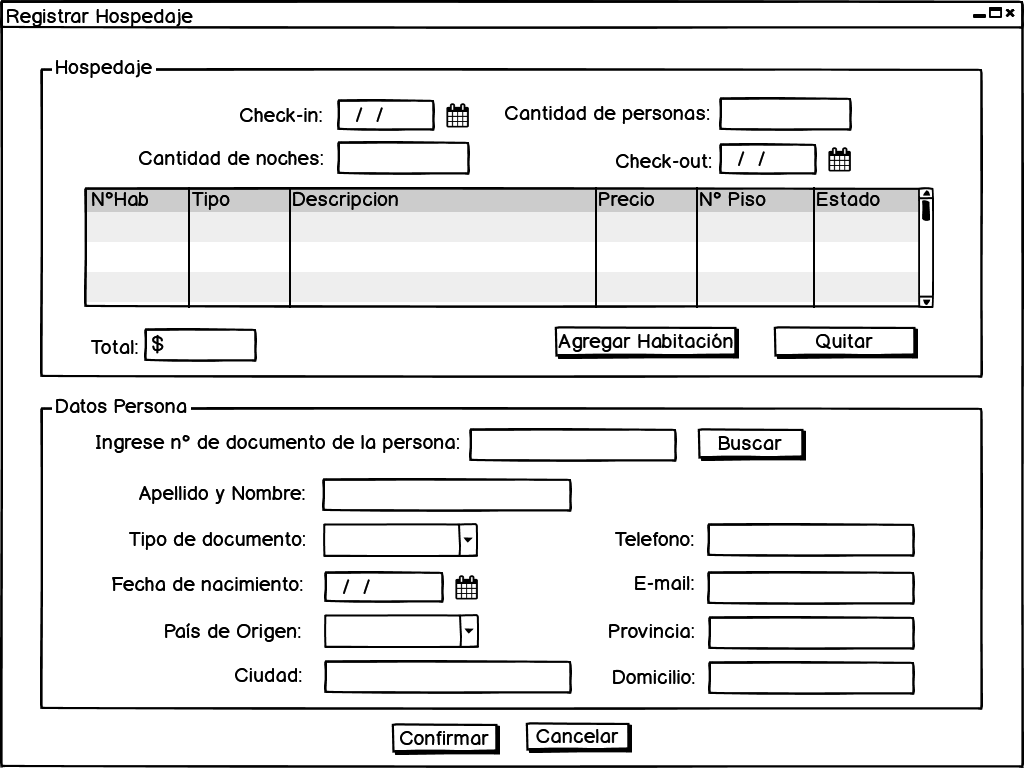 Registrar Hospedaje
Hospedaje
Check-in: / / Cantidad de personas:
Cantidad de noches: Check-out: / /
N°Hab Tipo Descripcion Precio N° Piso Estado
Total: $ Agregar Habitación Quitar
Datos Persona
Ingrese n° de documento de la persona: Buscar
Apellido y Nombre:
Tipo de documento: Telefono:
Fecha de nacimiento: / / E-mail:
País de Origen: Provincia:
Ciudad: Domicilio:
Confirmar Cancelar